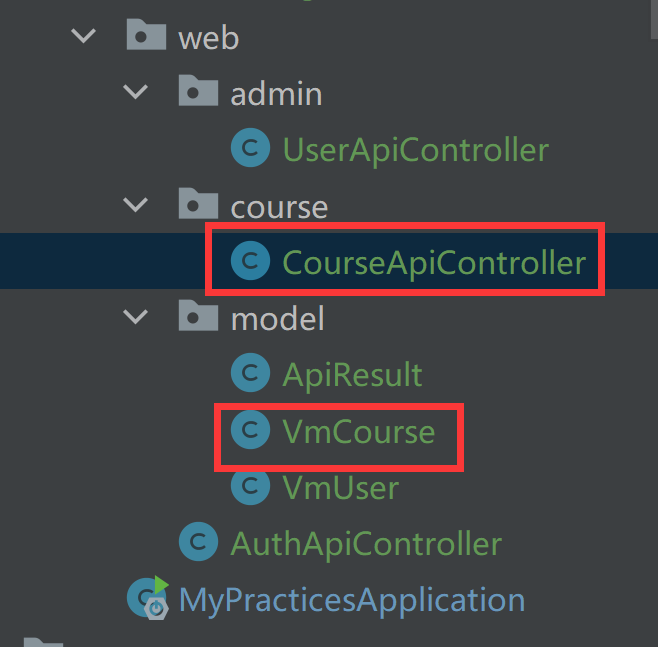 web
admin
UserApiController
course
CourseApiController
model
ApiResult
VmCourse
VmUser
AuthApiController
MyPracticesApplication